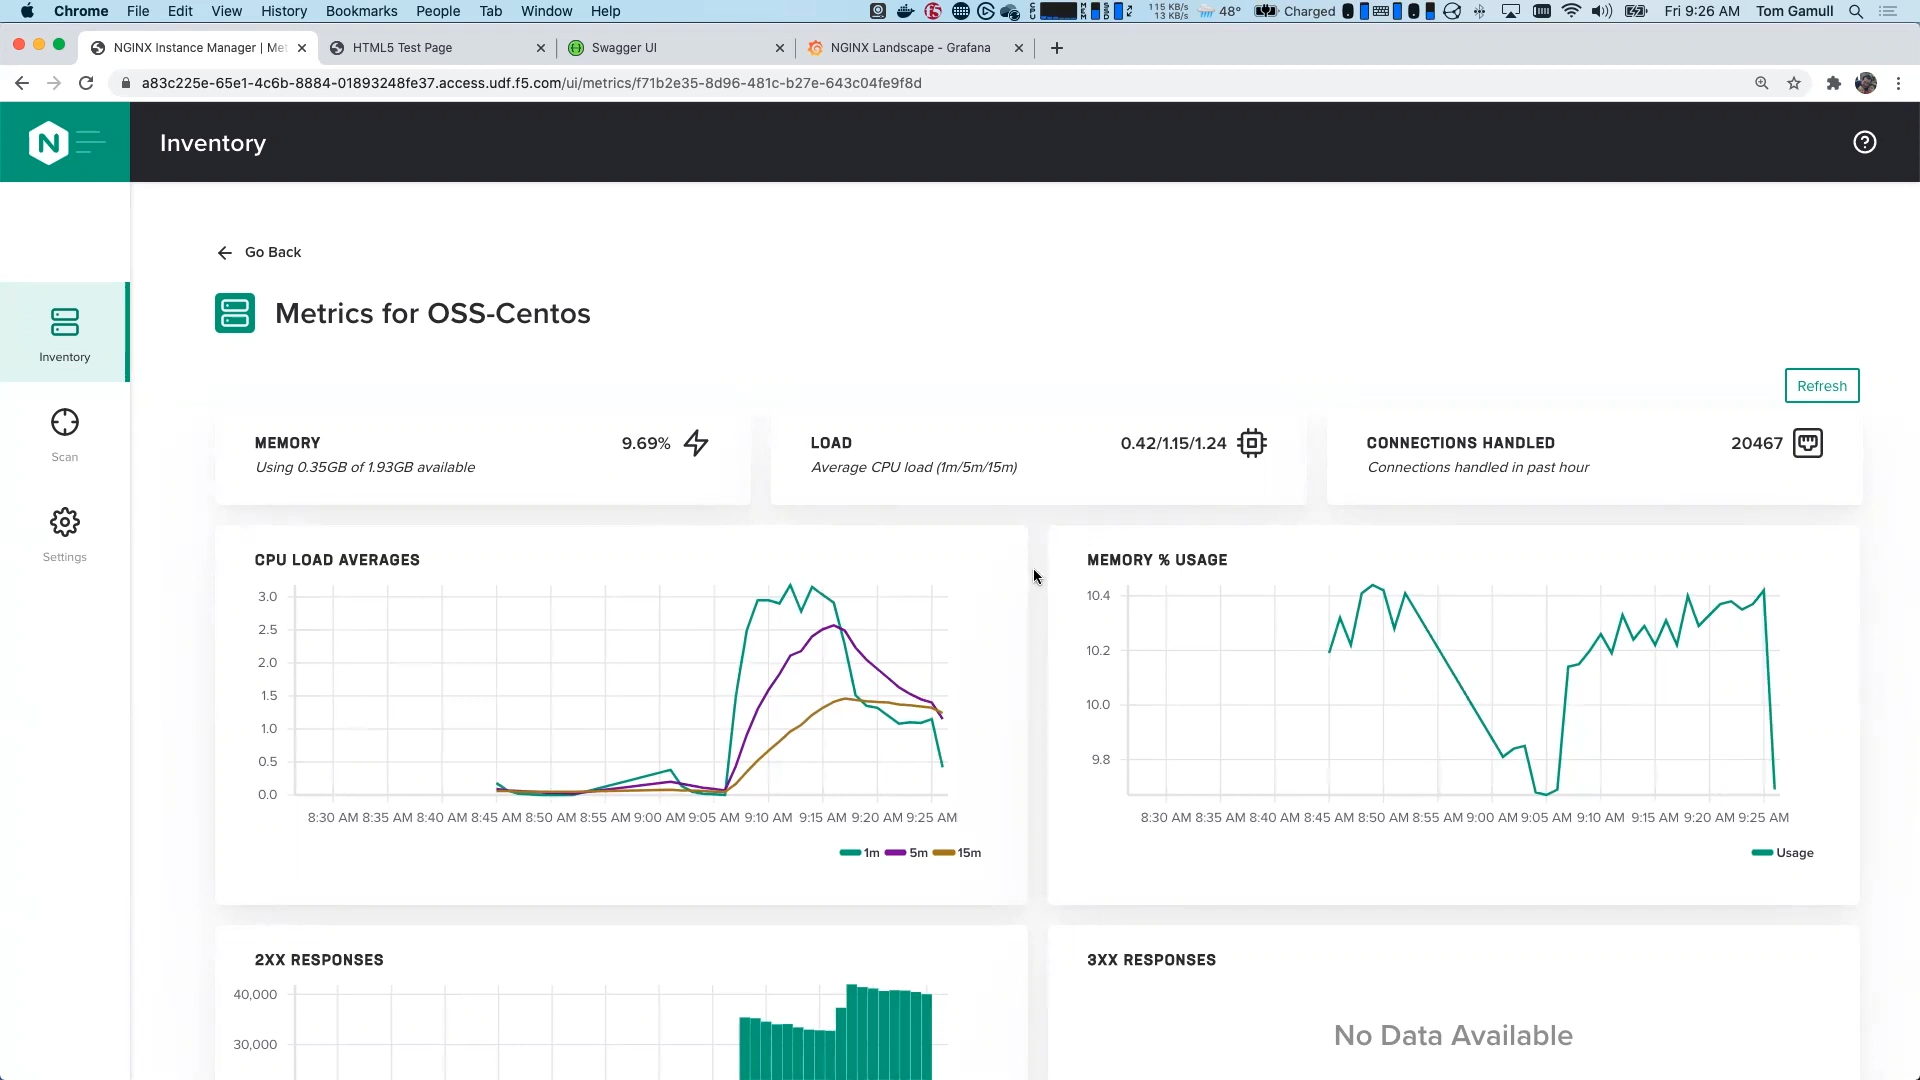 Chrome File Edit View History Bookmarks People Tab Window Help 115 KB/s 13 KB/s 48° Charged Fri 9:26 AM Tom Gamull
NGINX Instance Manager | Met HTML5 Test Page Swagger UI NGINX Landscape - Grafana
a83c225e-65e1-4c6b-8884-01893248fe37.access.udf.f5.com/ui/metrics/f71b2e35-8d96-481c-b27e-643c04fe9f8d
N Inventory
Go Back
Metrics for OSS-Centos
Inventory
Scan
Settings
Refresh
MEMORY 9.69%
Using 0.35GB of 1.93GB available
LOAD 0.42/1.15/1.24
Average CPU load (1m/5m/15m)
CONNECTIONS HANDLED 20467
Connections handled in past hour
CPU LOAD AVERAGES
3.0
2.5
2.0
1.5
1.0
0.5
0.0
8:30 AM 8:35 AM 8:40 AM 8:45 AM 8:50 AM 8:55 AM 9:00 AM 9:05 AM 9:10 AM 9:15 AM 9:20 AM 9:25 AM
1m 5m 15m
MEMORY % USAGE
10.4
10.2
10.0
9.8
8:30 AM 8:35 AM 8:40 AM 8:45 AM 8:50 AM 8:55 AM 9:00 AM 9:05 AM 9:10 AM 9:15 AM 9:20 AM 9:25 AM
Usage
2XX RESPONSES
40,000
30,000
3XX RESPONSES
No Data Available